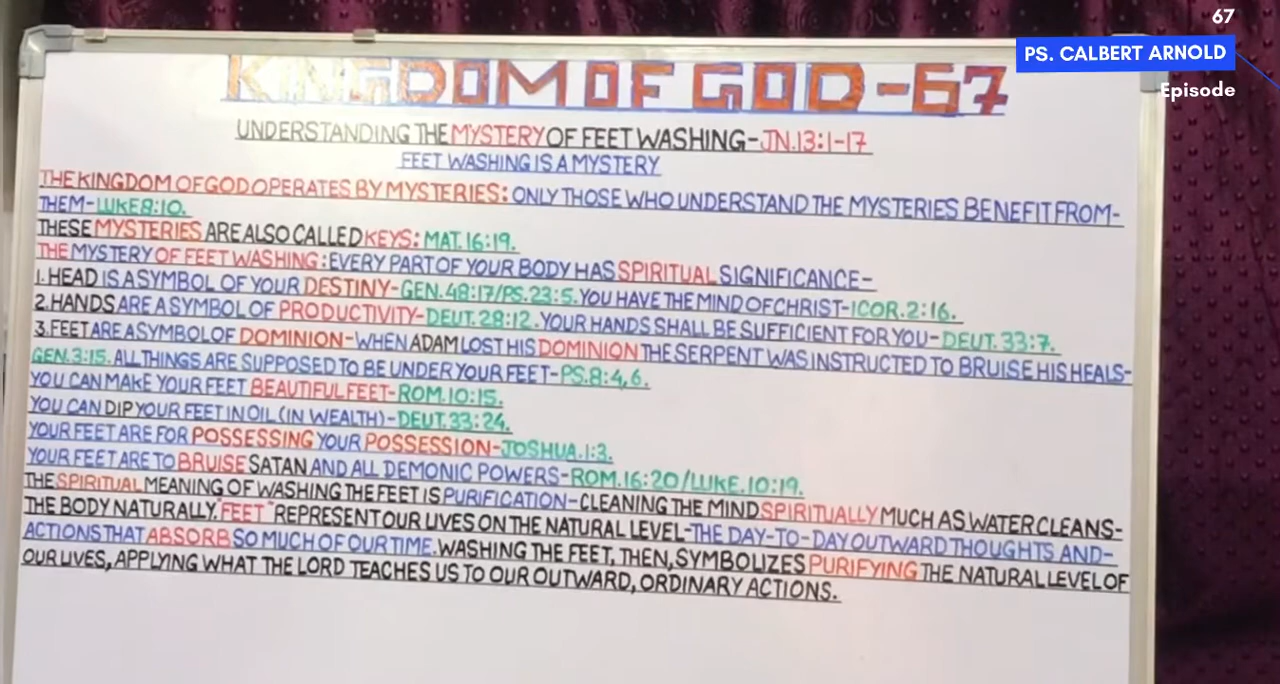 67
PS. CALBERT ARNOLD
Episode
KINGDOM OF GOD-67
UNDERSTANDING THE MYSTERY OF FEET WASHING-JN.13:1-17
FEET WASHING IS A MYSTERY
THE KINGDOM OF GOD OPERATES BY MYSTERIES: ONLY THOSE WHO UNDERSTAND THE MYSTERIES BENEFIT FROM-
THEM-LUKE8:10.
THESE MYSTERIES ARE ALSO CALLED KEYS: MAT.16:19.
THE MYSTERY OF FEET WASHING: EVERY PART OF YOUR BODY HAS SPIRITUAL SIGNIFICANCE-
1. HEAD IS A SYMBOL OF YOUR DESTINY-GEN.48:17/PS.23:5. YOU HAVE THE MIND OF CHRIST-ICOR.2:16.
2. HANDS ARE A SYMBOL OF PRODUCTIVITY-DEUT.28:12. YOUR HANDS SHALL BE SUFFICIENT FOR YOU-DEUT.33:7.
3. FEET ARE A SYMBOL OF DOMINION-WHEN ADAM LOST HIS DOMINION THE SERPENT WAS INSTRUCTED TO BRUISE HIS HEALS-
GEN.3:15. ALL THINGS ARE SUPPOSED TO BE UNDER YOUR FEET-PS.8:4,6.
YOU CAN MAKE YOUR FEET BEAUTIFUL FEET-ROM.10:15.
YOU CAN DIP YOUR FEET IN OIL (IN WEALTH)-DEUT.33:24.
YOUR FEET ARE FOR POSSESSING YOUR POSSESSION-JOSHUA.1:3.
YOUR FEET ARE TO BRUISE SATAN AND ALL DEMONIC POWERS-ROM.16:20/LUKE.10:19.
THE SPIRITUAL MEANING OF WASHING THE FEET IS PURIFICATION-CLEANING THE MIND SPIRITUALLY MUCH AS WATER CLEANS-
THE BODY NATURALLY. "FEET" REPRESENT OUR LIVES ON THE NATURAL LEVEL-THE DAY-TO-DAY OUTWARD THOUGHTS AND-
ACTIONS THAT ABSORB SO MUCH OF OUR TIME. WASHING THE FEET, THEN, SYMBOLIZES PURIFYING THE NATURAL LEVEL OF
OUR LIVES, APPLYING WHAT THE LORD TEACHES US TO OUR OUTWARD, ORDINARY ACTIONS.